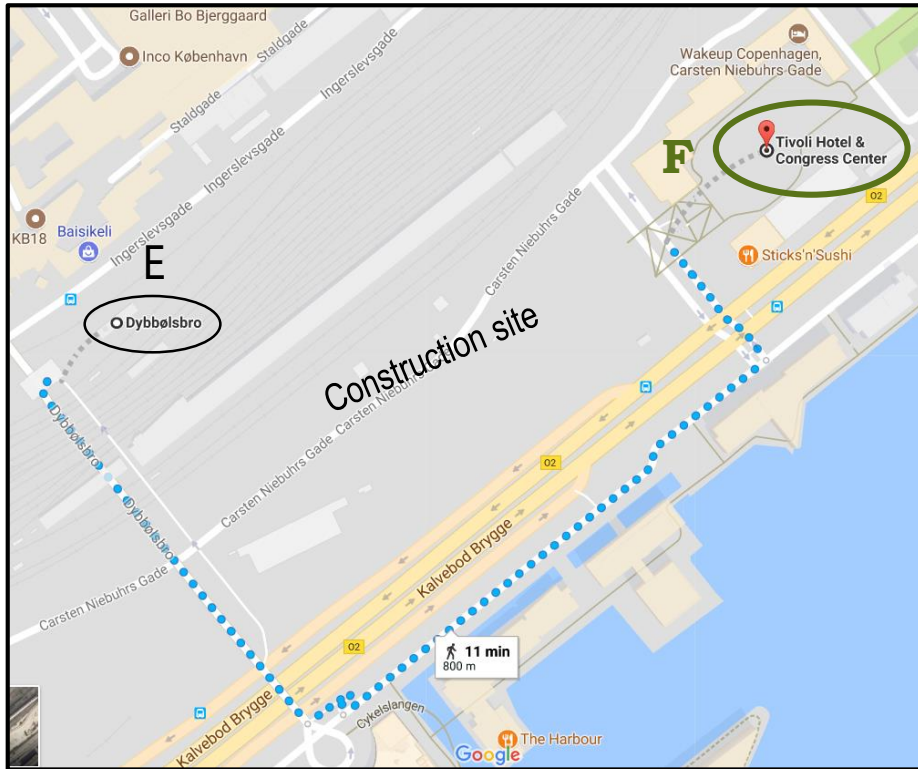 Galleri Bo Bjerggaard
Inco København
Staldgade
Staldgade
Ingerslevsgade
Ingerslevsgade
Ingerslevsgade
Ingerslevsgade
Wakeup Copenhagen,
Carsten Niebuhrs Gade
F
Tivoli Hotel &
Congress Center
O2
KB18
Baisikeli
E
Dybbølsbro
Carsten Niebuhrs Gade
Sticks'n'Sushi
Construction site
Carsten Niebuhrs Gade
Carsten Niebuhrs Gade
Dybbølsbro
Dybbølsbro
O2
Kalvebod Brygge
Carsten Niebuhrs Gade
O2
11 min
800 m
Kalvebod Brygge
Cykelslangen
The Harbour
Google